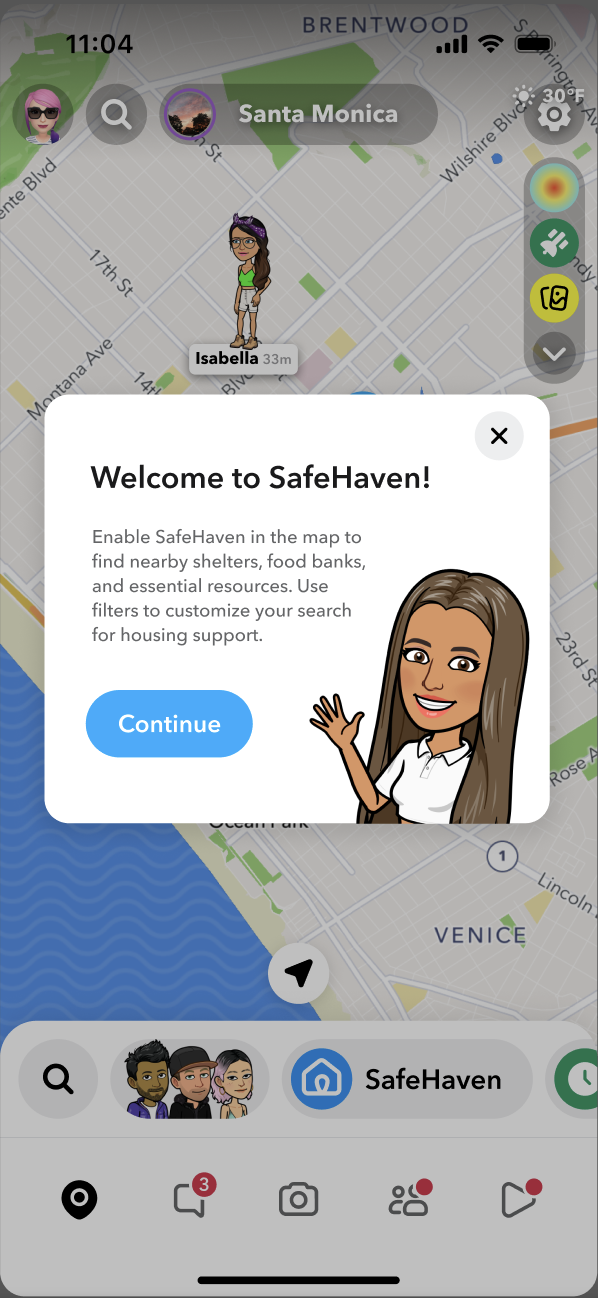 BRENTWOOD
11:04
Santa Monica
30°F
Wilshire Blvd
17th St
Isabella 33m
Montana Ave
14th
Blvd
Welcome to SafeHaven!
Enable SafeHaven in the map to
find nearby shelters, food banks,
and essential resources. Use
filters to customize your search
for housing support.
Continue
23rd St
Rose A
Ocean Park
1
Lincoln
VENICE
SafeHaven
3